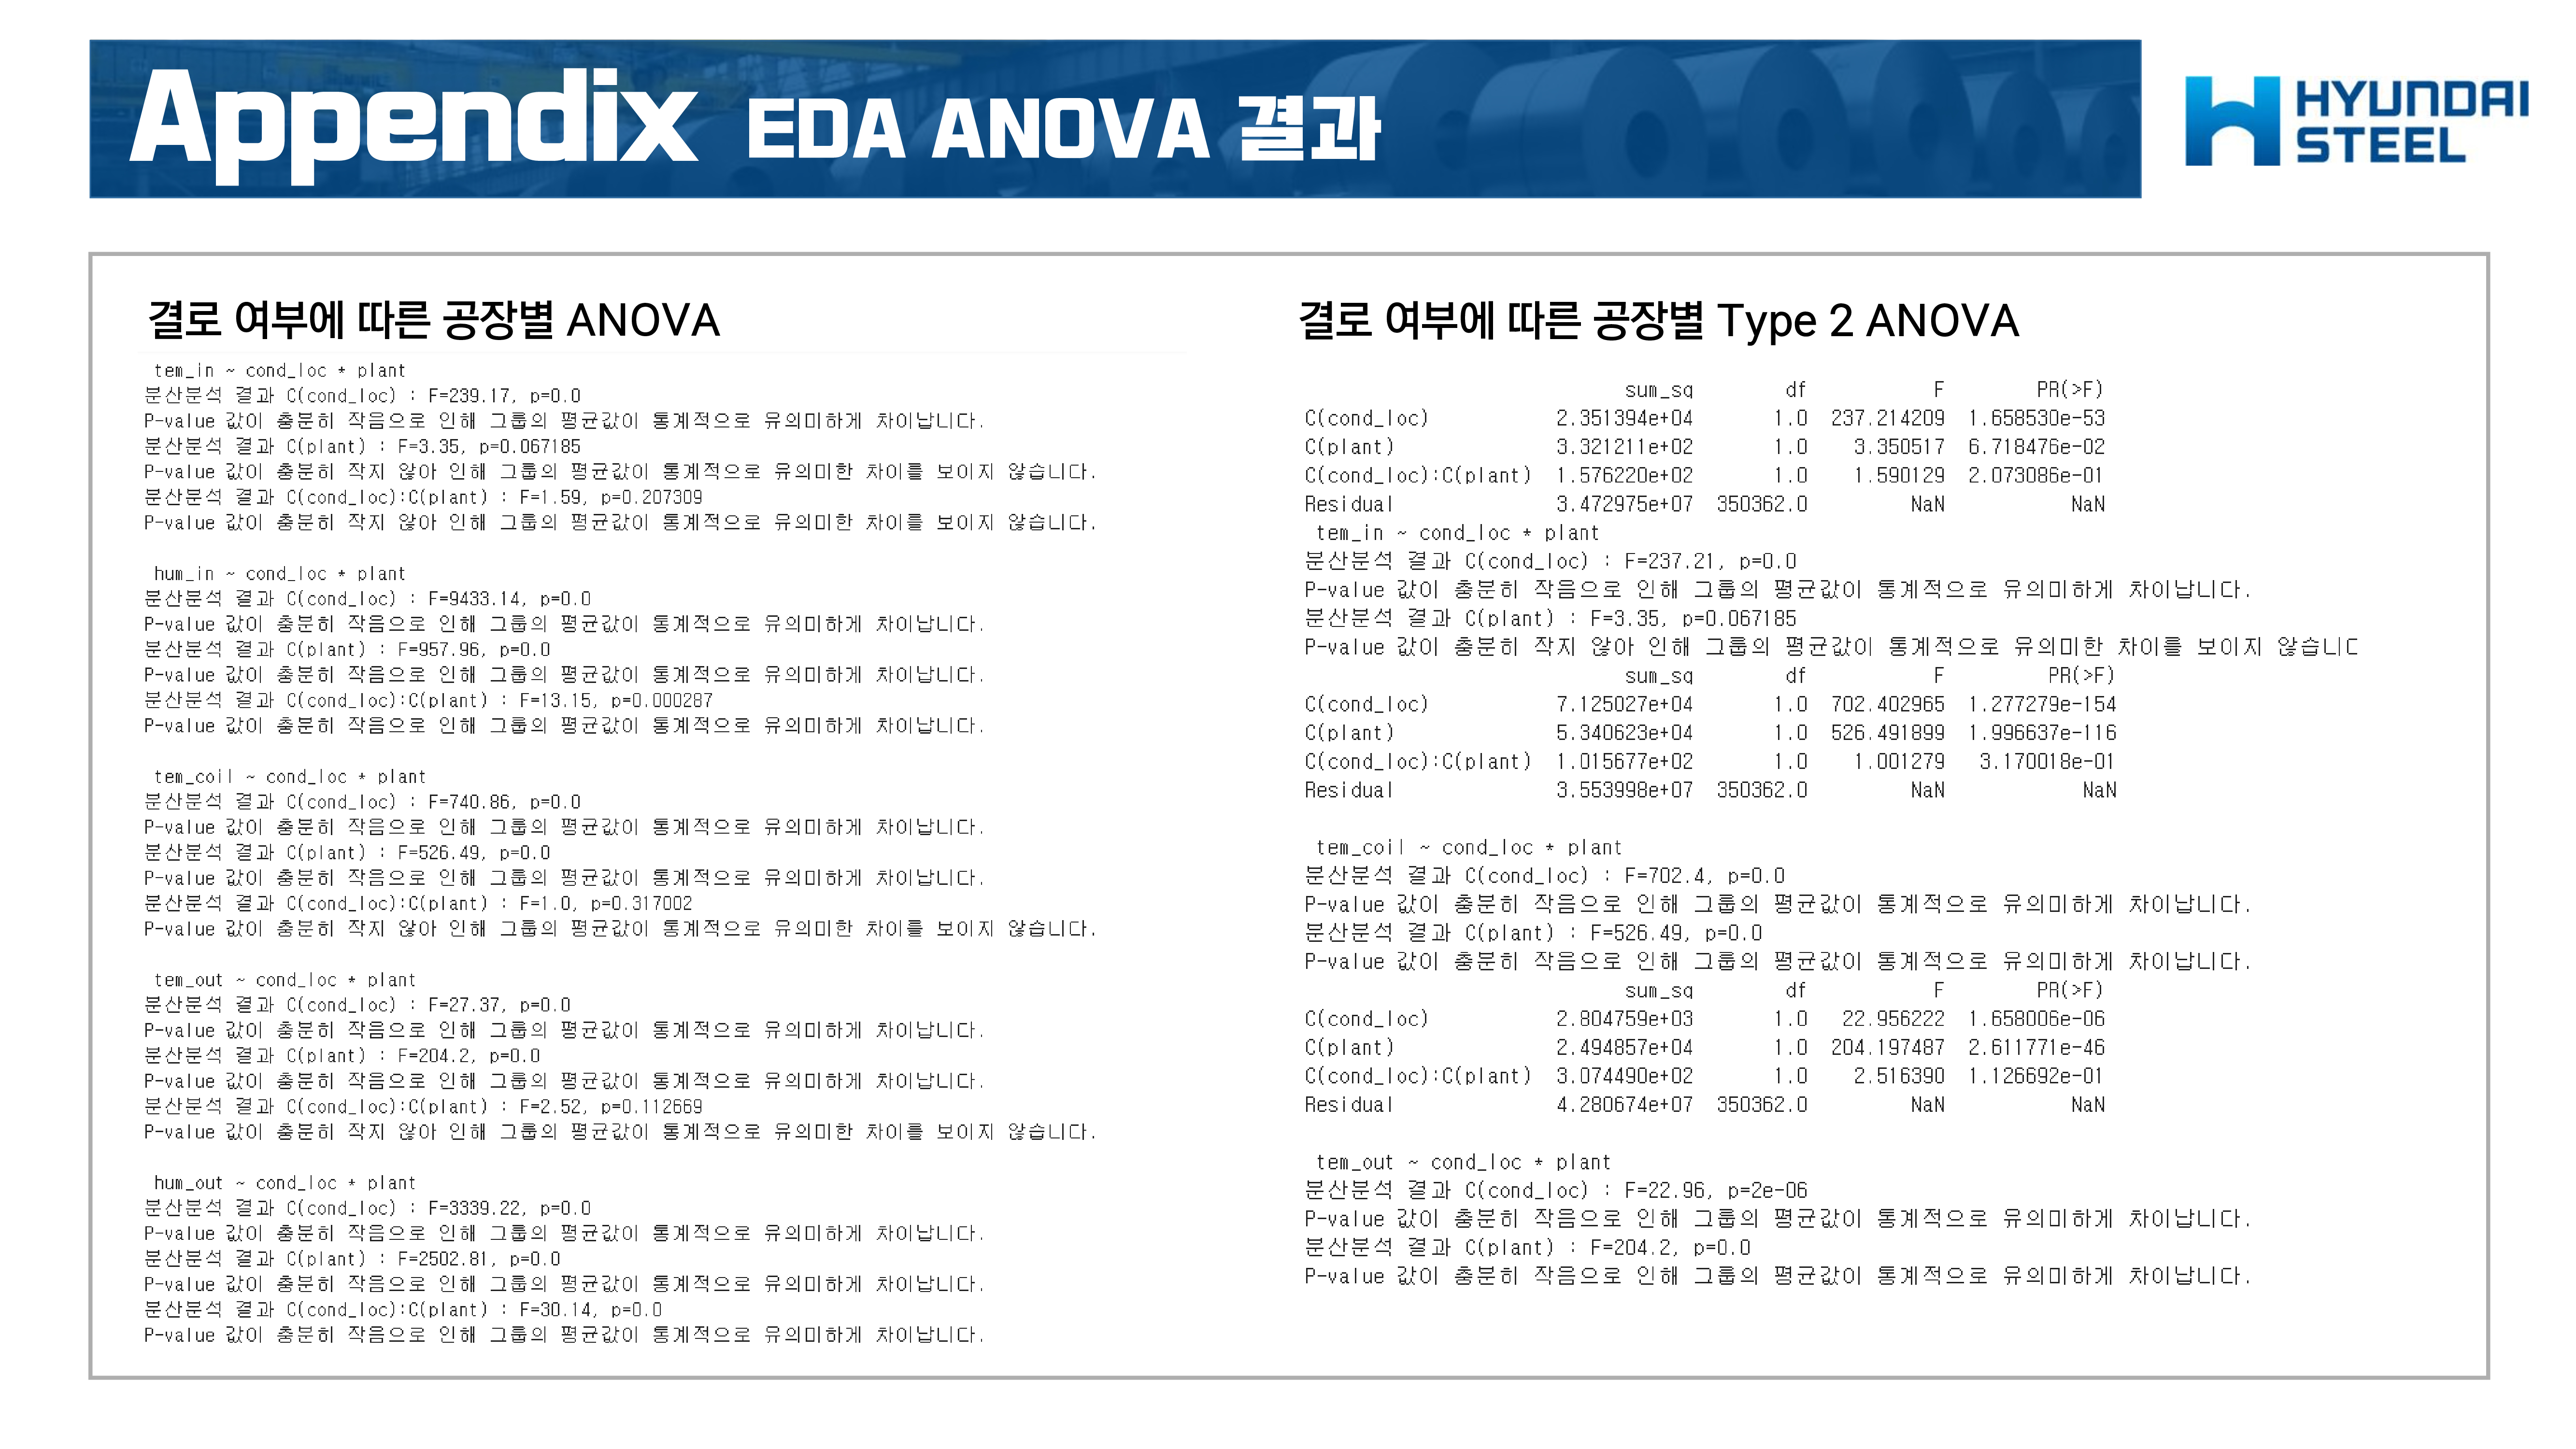 Appendix EDA ANOVA 결과
HYUNDAI
STEEL
결로 여부에 따른 공장별 ANOVA
tem_in ~ cond_loc * plant
분산분석 결과 C(cond_loc) : F=239.17, p=0.0
P-value 값이 충분히 작음으로 인해 그룹의 평균값이 통계적으로 유의미하게 차이납니다.
분산분석 결과 C(plant) : F=3.35, p=0.067185
P-value 값이 충분히 작지 않아 인해 그룹의 평균값이 통계적으로 유의미한 차이를 보이지 않습니다.
분산분석 결과 C(cond_loc):C(plant) : F=1.59, p=0.207309
P-value 값이 충분히 작지 않아 인해 그룹의 평균값이 통계적으로 유의미한 차이를 보이지 않습니다.
hum_in ~ cond_loc * plant
분산분석 결과 C(cond_loc) : F=9433.14, p=0.0
P-value 값이 충분히 작음으로 인해 그룹의 평균값이 통계적으로 유의미하게 차이납니다.
분산분석 결과 C(plant) : F=957.96, p=0.0
P-value 값이 충분히 작음으로 인해 그룹의 평균값이 통계적으로 유의미하게 차이납니다.
분산분석 결과 C(cond_loc):C(plant) : F=13.15, p=0.000287
P-value 값이 충분히 작음으로 인해 그룹의 평균값이 통계적으로 유의미하게 차이납니다.
tem_coil ~ cond_loc * plant
분산분석 결과 C(cond_loc) : F=740.86, p=0.0
P-value 값이 충분히 작음으로 인해 그룹의 평균값이 통계적으로 유의미하게 차이납니다.
분산분석 결과 C(plant) : F=526.49, p=0.0
P-value 값이 충분히 작음으로 인해 그룹의 평균값이 통계적으로 유의미하게 차이납니다.
분산분석 결과 C(cond_loc):C(plant) : F=1.0, p=0.317002
P-value 값이 충분히 작지 않아 인해 그룹의 평균값이 통계적으로 유의미한 차이를 보이지 않습니다.
tem_out ~ cond_loc * plant
분산분석 결과 C(cond_loc) : F=27.37, p=0.0
P-value 값이 충분히 작음으로 인해 그룹의 평균값이 통계적으로 유의미하게 차이납니다.
분산분석 결과 C(plant) : F=204.2, p=0.0
P-value 값이 충분히 작음으로 인해 그룹의 평균값이 통계적으로 유의미하게 차이납니다.
분산분석 결과 C(cond_loc):C(plant) : F=2.52, p=0.112669
P-value 값이 충분히 작지 않아 인해 그룹의 평균값이 통계적으로 유의미한 차이를 보이지 않습니다.
hum_out ~ cond_loc * plant
분산분석 결과 C(cond_loc) : F=3339.22, p=0.0
P-value 값이 충분히 작음으로 인해 그룹의 평균값이 통계적으로 유의미하게 차이납니다.
분산분석 결과 C(plant) : F=2502.81, p=0.0
P-value 값이 충분히 작음으로 인해 그룹의 평균값이 통계적으로 유의미하게 차이납니다.
분산분석 결과 C(cond_loc):C(plant) : F=30.14, p=0.0
P-value 값이 충분히 작음으로 인해 그룹의 평균값이 통계적으로 유의미하게 차이납니다.
결로 여부에 따른 공장별 Type 2 ANOVA
sum_sq df F PR(>F)
C(cond_loc) 2.351394e+04 1.0 237.214209 1.658530e-53
C(plant) 3.321211e+02 1.0 3.350517 6.718476e-02
C(cond_loc):C(plant) 1.576220e+02 1.0 1.590129 2.073086e-01
Residual 3.472975e+07 350362.0 NaN NaN
tem_in ~ cond_loc * plant
분산분석 결과 C(cond_loc) : F=237.21, p=0.0
P-value 값이 충분히 작음으로 인해 그룹의 평균값이 통계적으로 유의미하게 차이납니다.
분산분석 결과 C(plant) : F=3.35, p=0.067185
P-value 값이 충분히 작지 않아 인해 그룹의 평균값이 통계적으로 유의미한 차이를 보이지 않습니
sum_sq df F PR(>F)
C(cond_loc) 7.125027e+04 1.0 702.402965 1.277279e-154
C(plant) 5.340623e+04 1.0 526.491899 1.996637e-116
C(cond_loc):C(plant) 1.015677e+02 1.0 1.001279 3.170018e-01
Residual 3.553998e+07 350362.0 NaN NaN
tem_coil ~ cond_loc * plant
분산분석 결과 C(cond_loc) : F=702.4, p=0.0
P-value 값이 충분히 작음으로 인해 그룹의 평균값이 통계적으로 유의미하게 차이납니다.
분산분석 결과 C(plant) : F=526.49, p=0.0
P-value 값이 충분히 작음으로 인해 그룹의 평균값이 통계적으로 유의미하게 차이납니다.
sum_sq df F PR(>F)
C(cond_loc) 2.804759e+03 1.0 22.956222 1.658006e-06
C(plant) 2.494857e+04 1.0 204.197487 2.611771e-46
C(cond_loc):C(plant) 3.074490e+02 1.0 2.516390 1.126692e-01
Residual 4.280674e+07 350362.0 NaN NaN
tem_out ~ cond_loc * plant
분산분석 결과 C(cond_loc) : F=22.96, p=2e-06
P-value 값이 충분히 작음으로 인해 그룹의 평균값이 통계적으로 유의미하게 차이납니다.
분산분석 결과 C(plant) : F=204.2, p=0.0
P-value 값이 충분히 작음으로 인해 그룹의 평균값이 통계적으로 유의미하게 차이납니다.